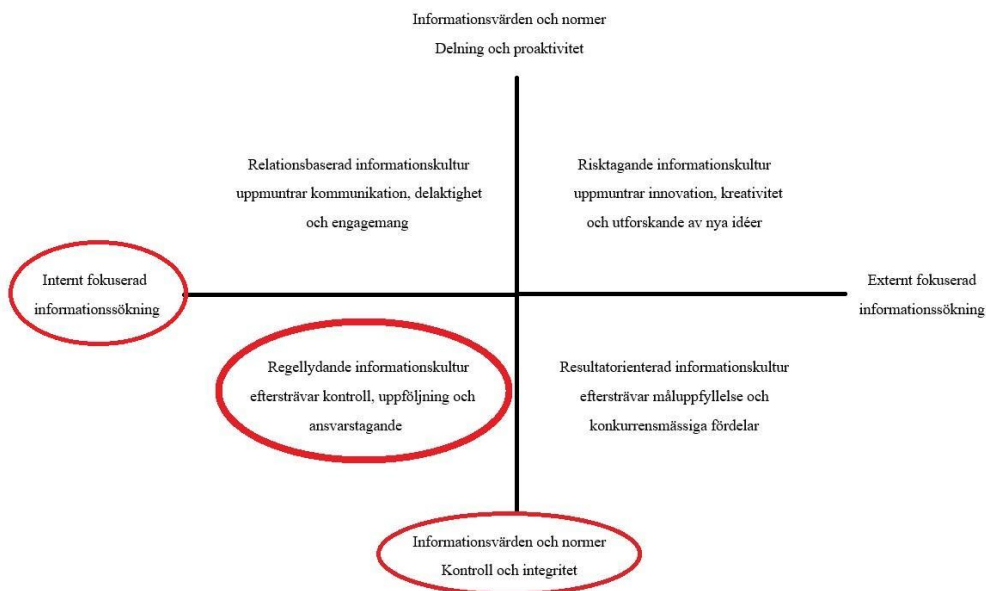 Informationsvärden och normer
Delning och proaktivitet
Relationsbaserad informationskultur
uppmuntrar kommunikation, delaktighet
och engagemang
Risktagande informationskultur
uppmuntrar innovation, kreativitet
och utforskande av nya idéer
Internt fokuserad
informationssökning
Externt fokuserad
informationssökning
Regellydande informationskultur
eftersträvar kontroll, uppföljning och
ansvarstagande
Resultatorienterad informationskultur
eftersträvar måluppfyllelse och
konkurrensmässiga fördelar
Informationsvärden och normer
Kontroll och integritet